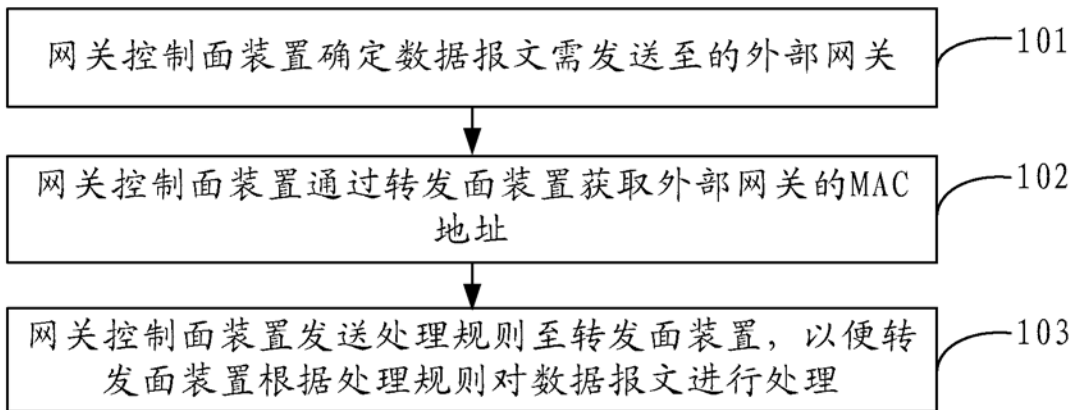 网关控制面装置确定数据报文需发送至的外部网关
101
网关控制面装置通过转发面装置获取外部网关的MAC
地址
102
网关控制面装置发送处理规则至转发面装置，以便转
发面装置根据处理规则对数据报文进行处理
103